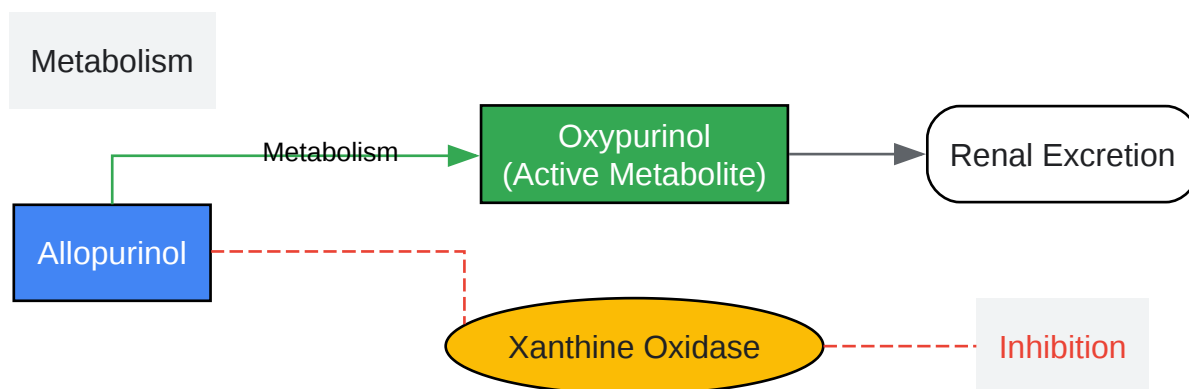 Metabolism
Metabolism
Oxypurinol
(Active Metabolite)
Renal Excretion
Allopurinol
Xanthine Oxidase
Inhibition